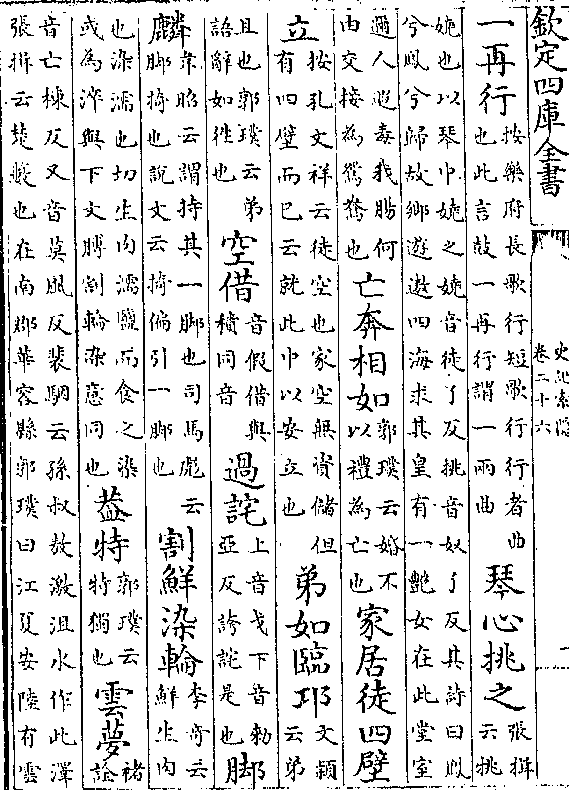 欽定四庫全書
史記索隱
卷二十六
一再行
按樂府長歌行短歌行行者曲
也此言鼓一再行謂一兩曲
琴心挑之
張揖
云挑
嬈也以琴中嬈之嬈音徒了反挑音奴了反其詩曰鳳
兮鳳兮歸故鄉遊遨四海求其皇有一艷女在此堂室
邇人遐毒我腸何
由交接為鴛鴦也
亡奔相如
郭璞云婚不
以禮為亡也
家居徒四壁
立
按孔文祥云徒空也家空無資儲但
有四壁而已云就此中以安立也
弟如臨邛
文穎
云弟
且也郭璞云弟
語辭如往也
空借
音假借與
積同音
過詫
上音戈下音勑
亞反誇詫是也
脚
麟
韋昭云謂持其一脚也司馬彪云
脚掎也說文云掎偏引一脚也
割鮮染輪
李奇云
鮮生肉
也染濡也切生肉濡鹽而食之染
或為淬與下文脟割輪染意同也
葢特
郭璞云
特獨也
雲夢
褚
詮
音亡棟反又音莫風反裴駰云孫叔敖激沮水作此澤
張揖云楚藪也在南郡華容縣郭璞曰江夏安陸有雲